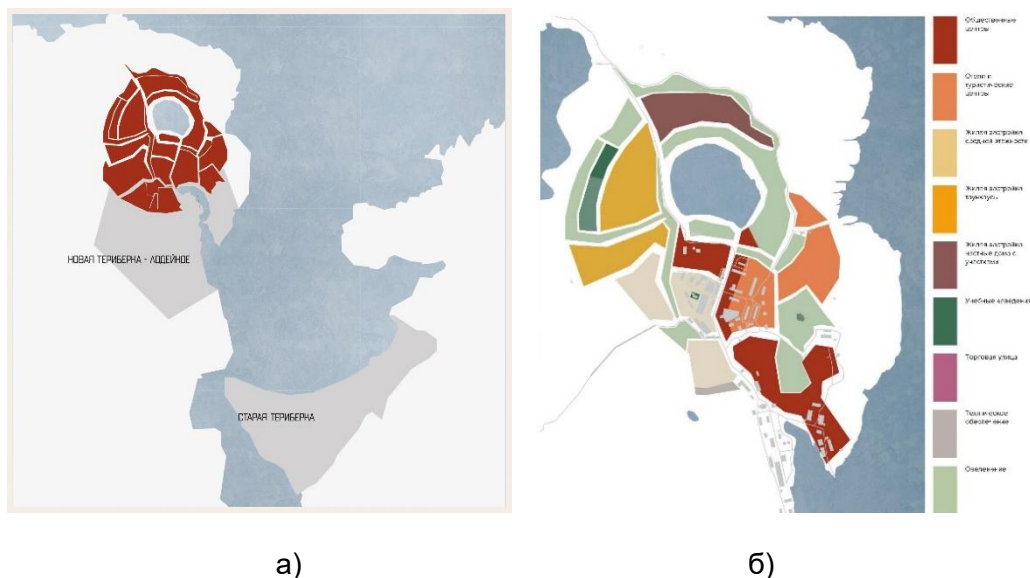 НОВАЯ ТЕРИБЕРКА - ЛОДЕЙНОЕ
СТАРАЯ ТЕРИБЕРКА
Общественные
центры
Отели и
туристические
центры
Жилая застройка
средней этажности
Жилая застройка
таунхаусы
Жилая застройка
частные дома с
участками
Учебные заведения
Торговая улица
Техническое
обеспечение
Озеленение
а)
б)